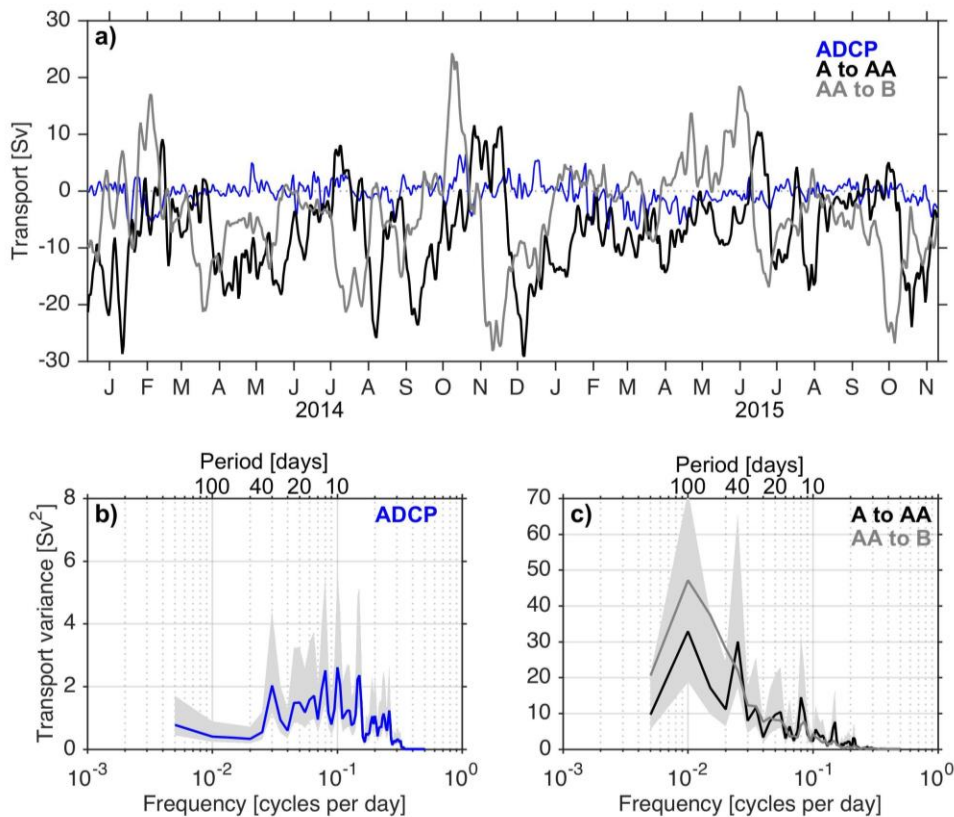 a)
ADCP
A to AA
AA to B
Transport [Sv]
30
20
10
0
-10
-20
-30
J F M A M J J A S O N D J F M A M J J A S O N
2014 2015
Period [days]
100 40 20 10
b)
ADCP
Transport variance [Sv²]
8
6
4
2
0
10⁻³ 10⁻² 10⁻¹ 10⁰
Frequency [cycles per day]
Period [days]
100 40 20 10
c)
A to AA
AA to B
70
60
50
40
30
20
10
0
10⁻³ 10⁻² 10⁻¹ 10⁰
Frequency [cycles per day]